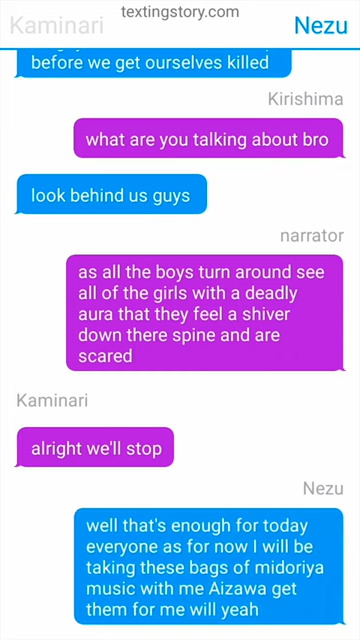 textingstory.com
Kaminari Nezu
before we get ourselves killed
Kirishima
what are you talking about bro
look behind us guys
narrator
as all the boys turn around see
all of the girls with a deadly
aura that they feel a shiver
down there spine and are
scared
Kaminari
alright we'll stop
Nezu
well that's enough for today
everyone as for now I will be
taking these bags of midoriya
music with me Aizawa get
them for me will yeah